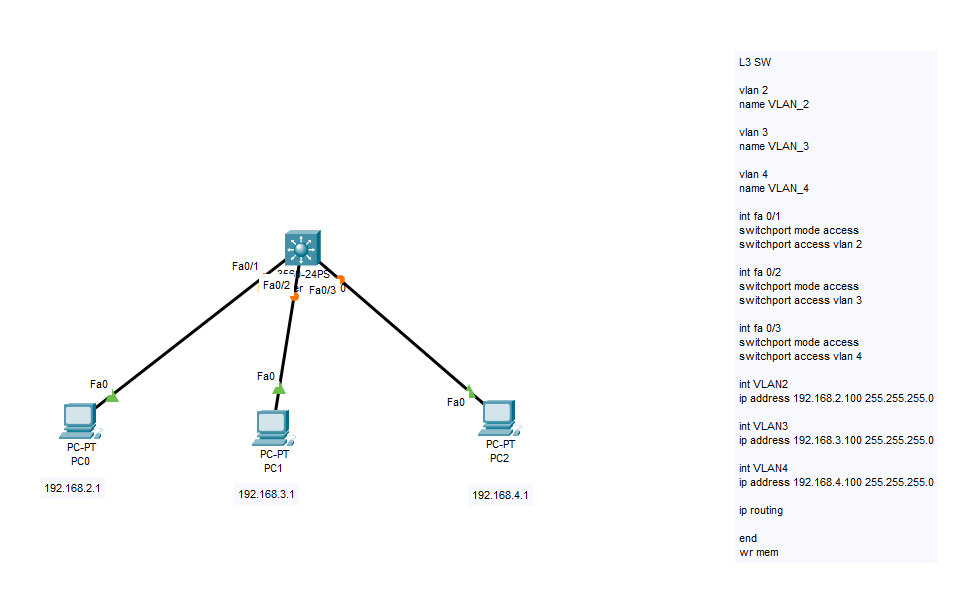 L3 SW
vlan 2
name VLAN_2
vlan 3
name VLAN_3
vlan 4
name VLAN_4
int fa 0/1
switchport mode access
switchport access vlan 2
int fa 0/2
switchport mode access
switchport access vlan 3
int fa 0/3
switchport mode access
switchport access vlan 4
int VLAN2
ip address 192.168.2.100 255.255.255.0
int VLAN3
ip address 192.168.3.100 255.255.255.0
int VLAN4
ip address 192.168.4.100 255.255.255.0
ip routing
end
wr mem
Fa0/1
3560-24PS
Fa0/2
Fa0/3
Fa0
PC-PT
PC0
192.168.2.1
Fa0
PC-PT
PC1
192.168.3.1
Fa0
PC-PT
PC2
192.168.4.1